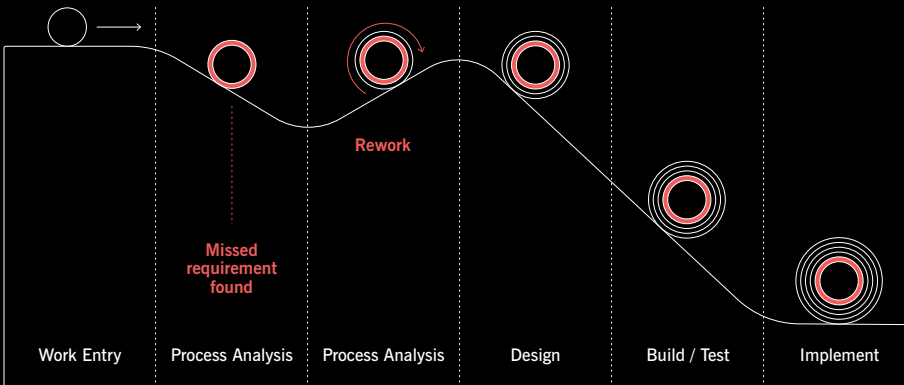 Rework
Missed
requirement
found
Work Entry
Process Analysis
Process Analysis
Design
Build / Test
Implement